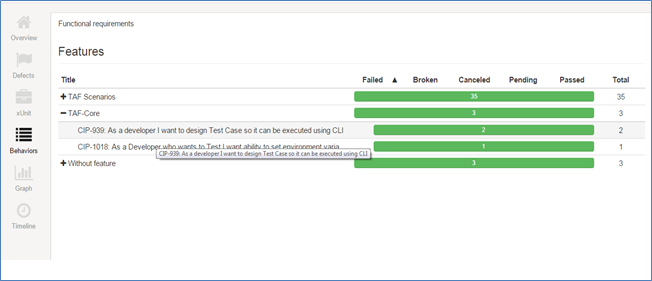 Functional requirements
Overview
Features
Defects
Title Failed ▲ Broken Canceled Pending Passed Total
TAF Scenarios 35 35
xUnit
TAF-Core 3 3
CIP-939: As a developer I want to design Test Case so it can be executed using CLI 2 2
Behaviors
CIP-1018: As a Developer who wants to Test I want ability to set environment varia 1 1
CIP-939: As a developer I want to design Test Case so it can be executed using CLI
Without feature 3 3
Graph
Timeline